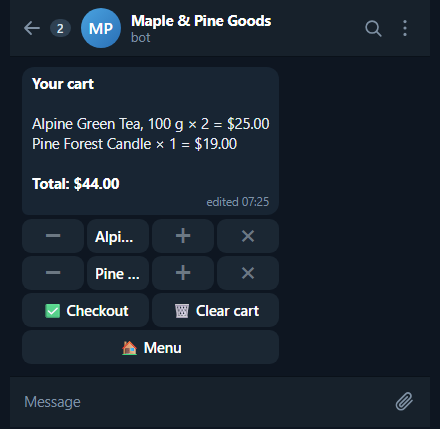 2
MP
Maple & Pine Goods
bot
Your cart
Alpine Green Tea, 100 g × 2 = $25.00
Pine Forest Candle × 1 = $19.00
Total: $44.00
edited 07:25
− Alpi... + ×
− Pine ... + ×
✅ Checkout 🗑 Clear cart
🏠 Menu
Message